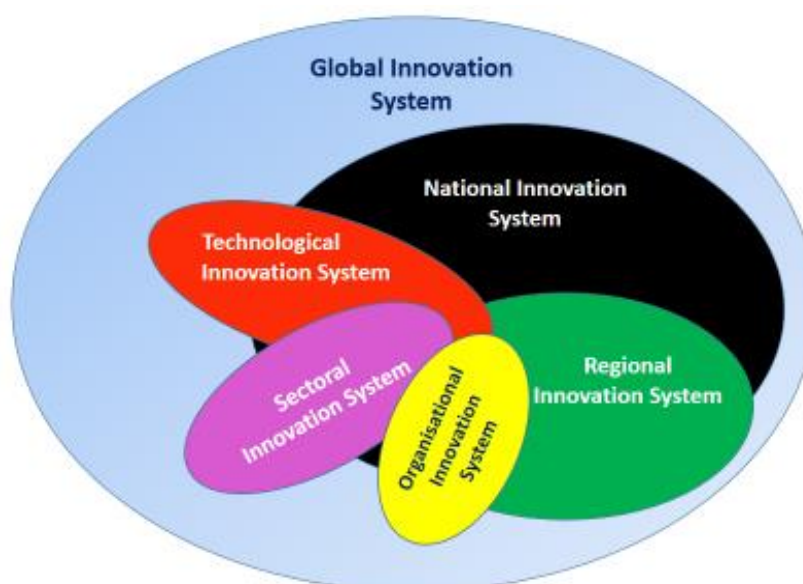 Global Innovation
System
National Innovation
System
Technological
Innovation System
Sectoral
Innovation System
Organisational
Innovation
System
Regional
Innovation System